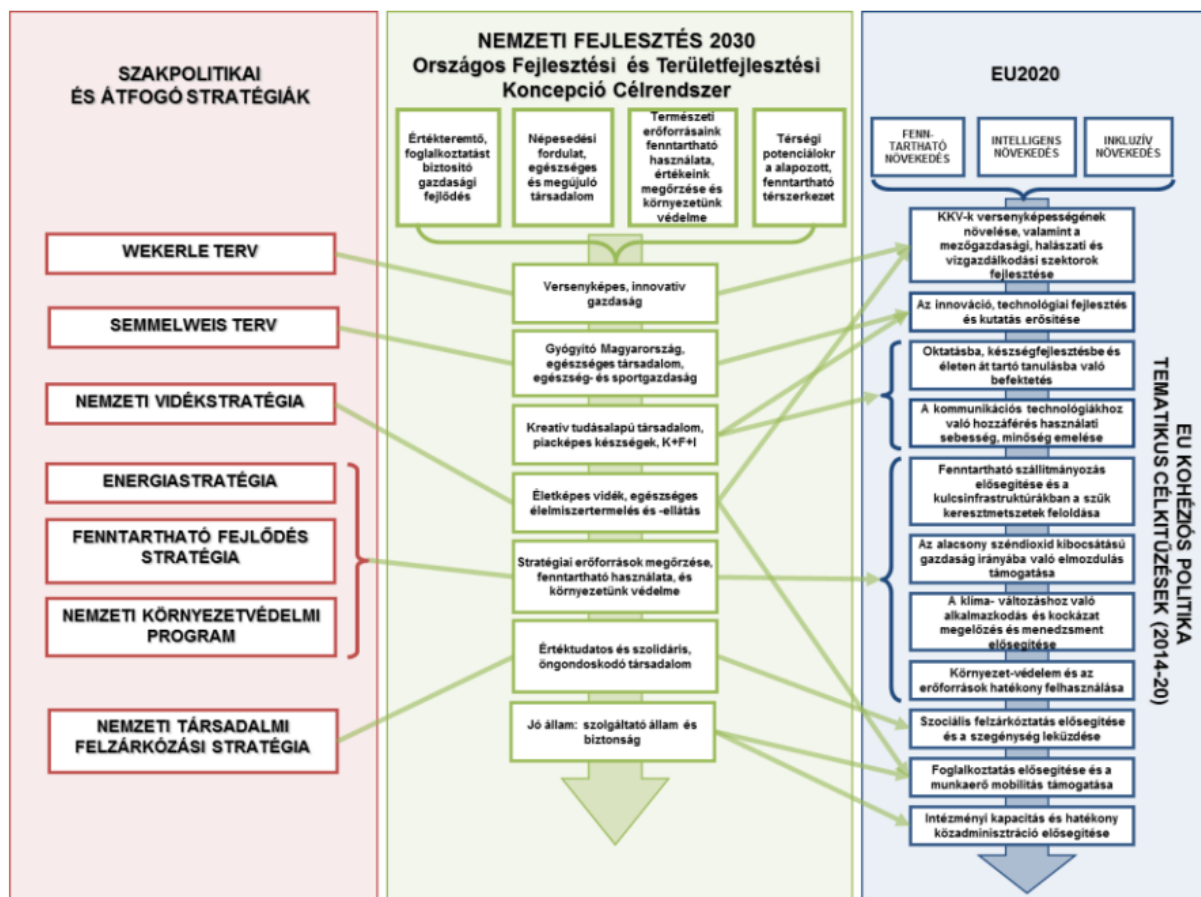 SZAKPOLITIKAI
ÉS ÁTFOGÓ STRATÉGIÁK
WEKERLE TERV
SEMMELWEIS TERV
NEMZETI VIDÉKSTRATÉGIA
ENERGIASTRATÉGIA
FENNTARTHATÓ FEJLŐDÉS
STRATÉGIA
NEMZETI KÖRNYEZETVÉDELMI
PROGRAM
NEMZETI TÁRSADALMI
FELZÁRKÓZÁSI STRATÉGIA
NEMZETI FEJLESZTÉS 2030
Országos Fejlesztési és Területfejlesztési
Koncepció Célrendszer
Értékteremtő,
foglalkoztatást
biztosító
gazdasági
fejlődés
Népesedési
fordulat,
egészséges
és megújuló
társadalom
Természeti
erőforrásaink
fenntartható
használata,
értékeink
megőrzése és
környezetünk
védelme
Térségi
potenciálokr
a alapozott,
fenntartható
térszerkezet
Versenyképes, innovatív
gazdaság
Gyógyító Magyarország,
egészséges társadalom,
egészség- és sportgazdaság
Kreatív tudásalapú társadalom,
piacképes készségek, K+F+I
Életképes vidék, egészséges
élelmiszertermelés és -ellátás
Stratégiai erőforrások megőrzése,
fenntartható használata, és
környezetünk védelme
Értéktudatos és szolidáris,
öngondoskodó társadalom
Jó állam: szolgáltató állam és
biztonság
EU2020
FENN-
TARTHATÓ
NÖVEKEDÉS
INTELLIGENS
NÖVEKEDÉS
INKLUZÍV
NÖVEKEDÉS
KKV-k versenyképességének
növelése, valamint a
mezőgazdasági, halászati és
vízgazdálkodási szektorok
fejlesztése
Az innováció, technológiai fejlesztés
és kutatás erősítése
Oktatásba, készségfejlesztésbe és
életen át tartó tanulásba való
befektetés
A kommunikációs technológiákhoz
való hozzáférés használati
sebesség, minőség emelése
Fenntartható szállítmányozás
elősegítése és a
kulcsinfrastruktúrákban a szűk
keresztmetszetek feloldása
Az alacsony széndioxid kibocsátású
gazdaság irányába való elmozdulás
támogatása
A klíma- változáshoz való
alkalmazkodás és kockázat
megelőzés és menedzsment
elősegítése
Környezet-védelem és az
erőforrások hatékony felhasználása
Szociális felzárkóztatás elősegítése
és a szegénység leküzdése
Foglalkoztatás elősegítése és a
munkaerő mobilitás támogatása
Intézményi kapacitás és hatékony
közadminisztráció elősegítése
EU KOHÉZIÓS POLITIKA
TEMATIKUS CÉLKITŰZÉSEK (2014-20)